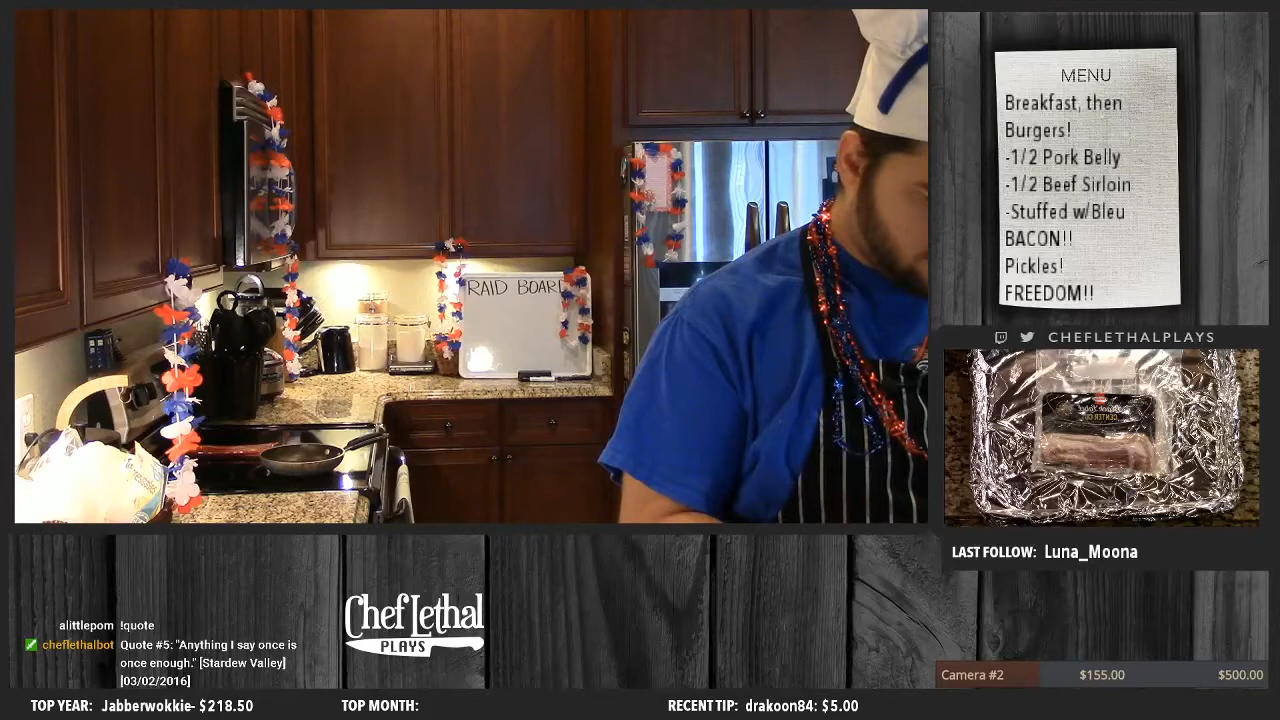 RAID BOARD
MENU
Breakfast, then
Burgers!
-1/2 Pork Belly
-1/2 Beef Sirloin
-Stuffed w/Bleu
BACON!!
Pickles!
FREEDOM!!
CHEFLETHALPLAYS
CENTER CUT
LAST FOLLOW: Luna_Moona
alittlepom !quote
cheflethalbot Quote #5: "Anything I say once is
once enough." [Stardew Valley]
[03/02/2016]
Chef Lethal
PLAYS
Camera #2 $155.00 $500.00
TOP YEAR: Jabberwokkie- $218.50
TOP MONTH:
RECENT TIP: drakoon84: $5.00